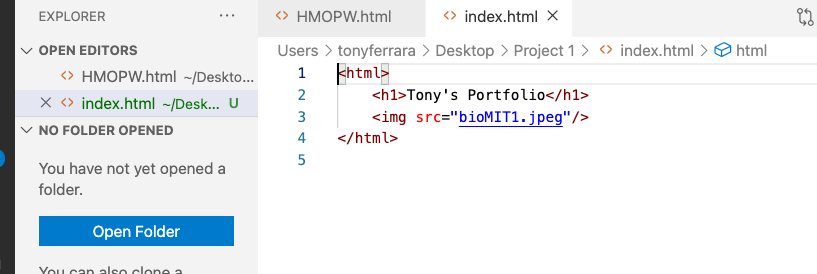 EXPLORER
OPEN EDITORS
HMOPW.html ~/Deskto...
index.html ~/Desk... U
NO FOLDER OPENED
You have not yet opened a
folder.
Open Folder
You can also clone a
HMOPW.html
index.html
Users > tonyferrara > Desktop > Project 1 > index.html > html
1 <html>
2 <h1>Tony's Portfolio</h1>
3 <img src="bioMIT1.jpeg"/>
4 </html>
5